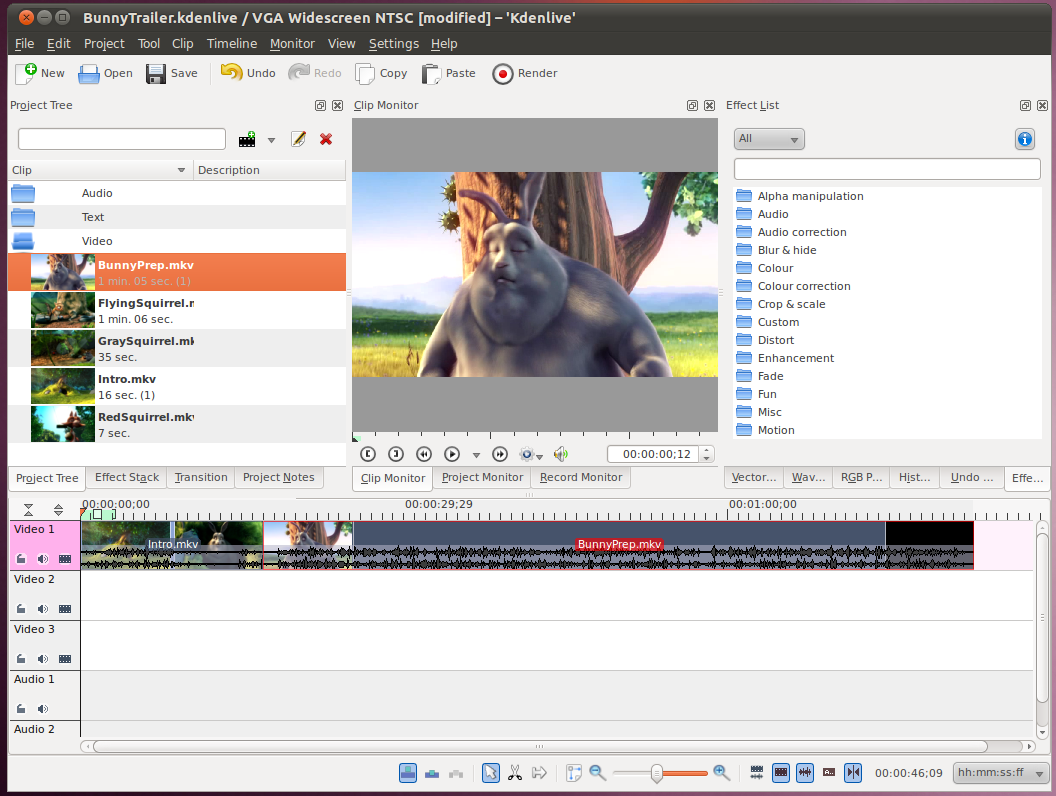 BunnyTrailer.kdenlive / VGA Widescreen NTSC [modified] – 'Kdenlive'
File Edit Project Tool Clip Timeline Monitor View Settings Help
New Open Save Undo Redo Copy Paste Render
Project Tree
Clip Monitor
Effect List
All
Clip Description
Audio
Text
Video
BunnyPrep.mkv
1 min. 05 sec. (1)
FlyingSquirrel.m
1 min. 06 sec.
GraySquirrel.mk
35 sec.
Intro.mkv
16 sec. (1)
RedSquirrel.mkv
7 sec.
Alpha manipulation
Audio
Audio correction
Blur & hide
Colour
Colour correction
Crop & scale
Custom
Distort
Enhancement
Fade
Fun
Misc
Motion
00:00:00;12
Project Tree Effect Stack Transition Project Notes
Clip Monitor Project Monitor Record Monitor
Vector... Wav... RGB P... Hist... Undo ... Effe...
00:00:00;00 00:00:29;29 00:01:00;00
Video 1
Intro.mkv
BunnyPrep.mkv
Video 2
Video 3
Audio 1
Audio 2
00:00:46;09 hh:mm:ss:ff